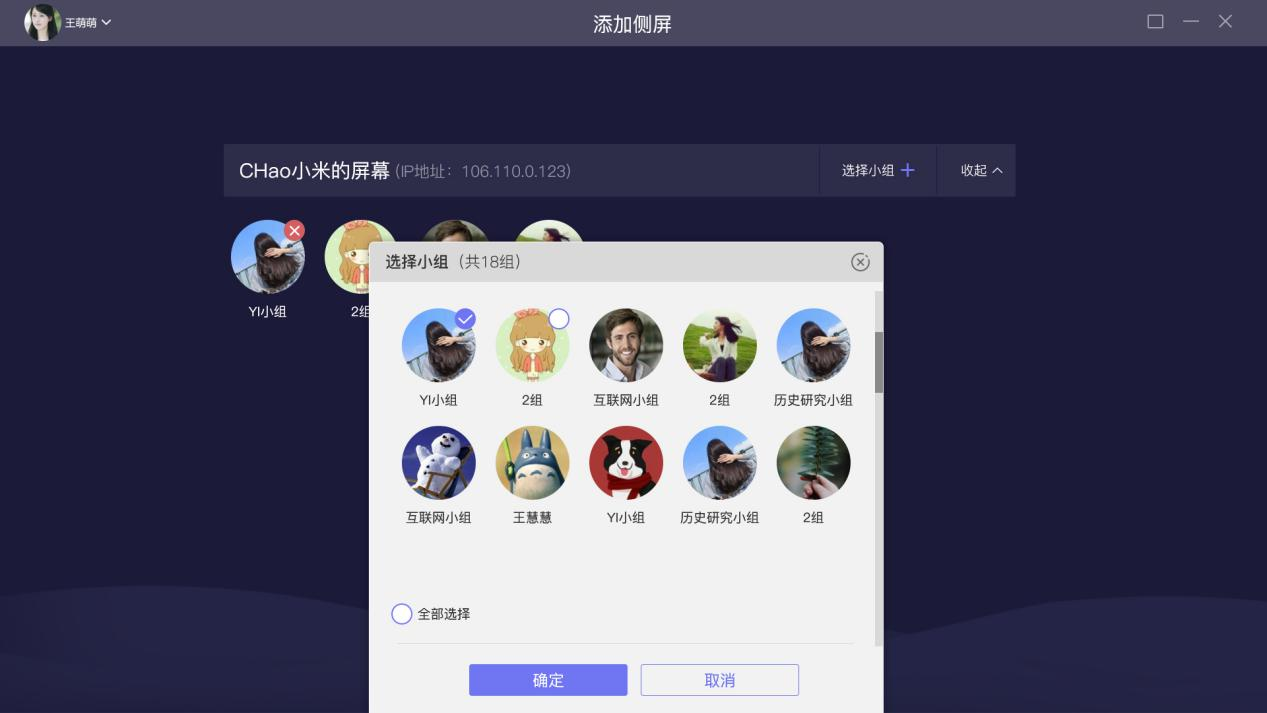 王萌萌
添加侧屏
CHao小米的屏幕(IP地址：106.110.0.123)
选择小组
收起
YI小组
2组
选择小组（共18组）
YI小组
2组
互联网小组
2组
历史研究小组
互联网小组
王慧慧
YI小组
历史研究小组
2组
全部选择
确定
取消